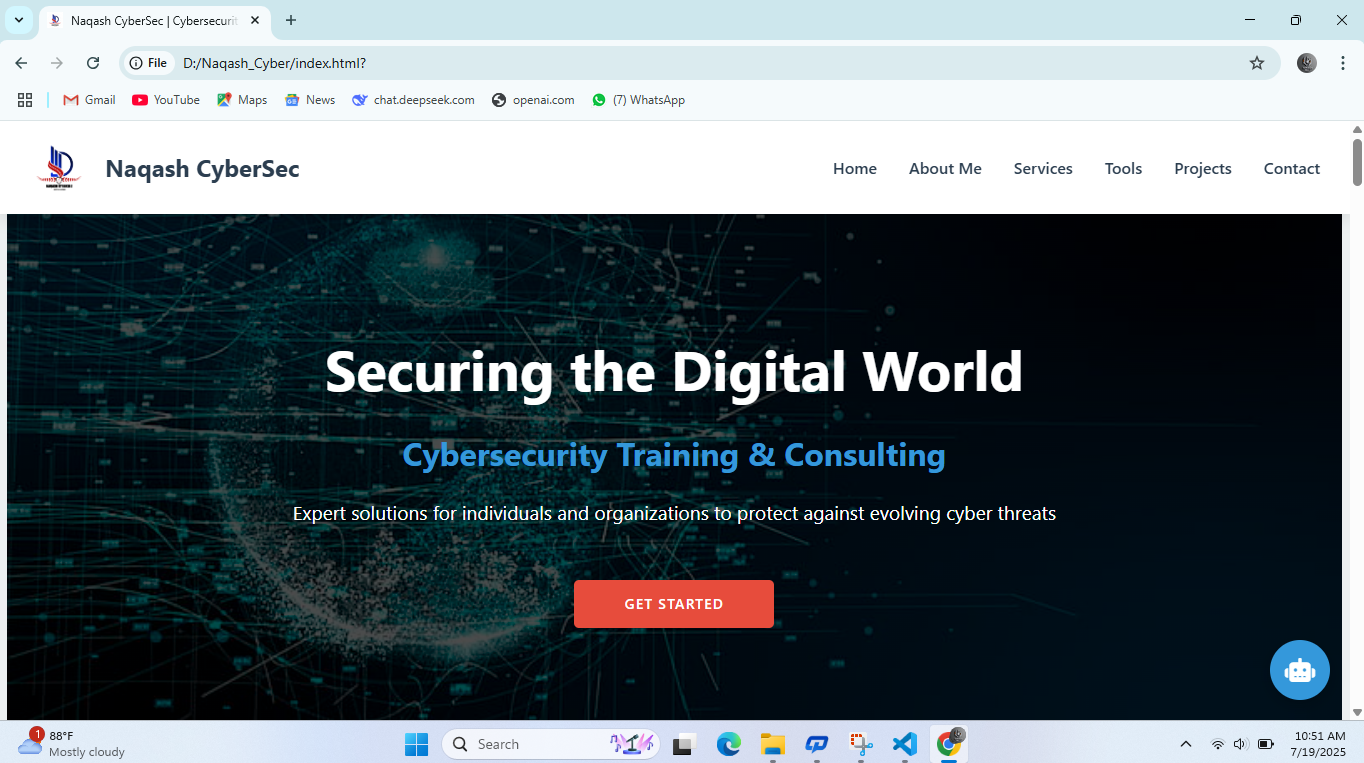 Naqash CyberSec | Cybersecurit
File D:/Naqash_Cyber/index.html?
Gmail YouTube Maps News chat.deepseek.com openai.com (7) WhatsApp
Naqash CyberSec Home About Me Services Tools Projects Contact
Securing the Digital World
Cybersecurity Training & Consulting
Expert solutions for individuals and organizations to protect against evolving cyber threats
GET STARTED
1
88°F
Mostly cloudy
Search
10:51 AM
7/19/2025